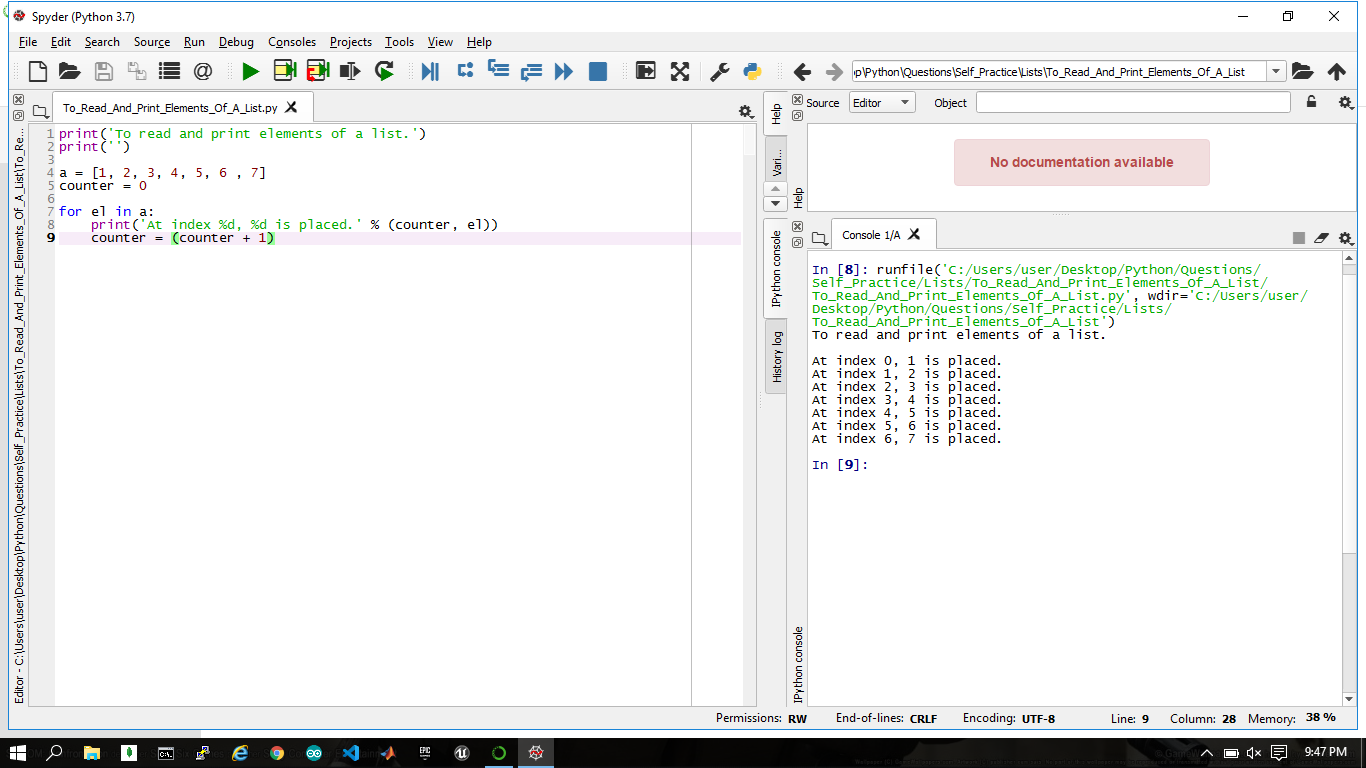 Spyder (Python 3.7)
File Edit Search Source Run Debug Consoles Projects Tools View Help
p\Python\Questions\Self_Practice\Lists\To_Read_And_Print_Elements_Of_A_List
To_Read_And_Print_Elements_Of_A_List.py
Editor - C:\Users\user\Desktop\Python\Questions\Self_Practice\Lists\To_Read_And_Print_Elements_Of_A_List\To_Re...
1 print('To read and print elements of a list.')
2 print('')
3
4 a = [1, 2, 3, 4, 5, 6 , 7]
5 counter = 0
6
7 for el in a:
8 print('At index %d, %d is placed.' % (counter, el))
9 counter = (counter + 1)
Help
Vari...
IPython console
History log
Source Editor Object
No documentation available
Help
Console 1/A
In [8]: runfile('C:/Users/user/Desktop/Python/Questions/
Self_Practice/Lists/To_Read_And_Print_Elements_Of_A_List/
To_Read_And_Print_Elements_Of_A_List.py', wdir='C:/Users/user/
Desktop/Python/Questions/Self_Practice/Lists/
To_Read_And_Print_Elements_Of_A_List')
To read and print elements of a list.
At index 0, 1 is placed.
At index 1, 2 is placed.
At index 2, 3 is placed.
At index 3, 4 is placed.
At index 4, 5 is placed.
At index 5, 6 is placed.
At index 6, 7 is placed.
In [9]:
IPython console
Permissions: RW End-of-lines: CRLF Encoding: UTF-8 Line: 9 Column: 28 Memory: 38 %
9:47 PM